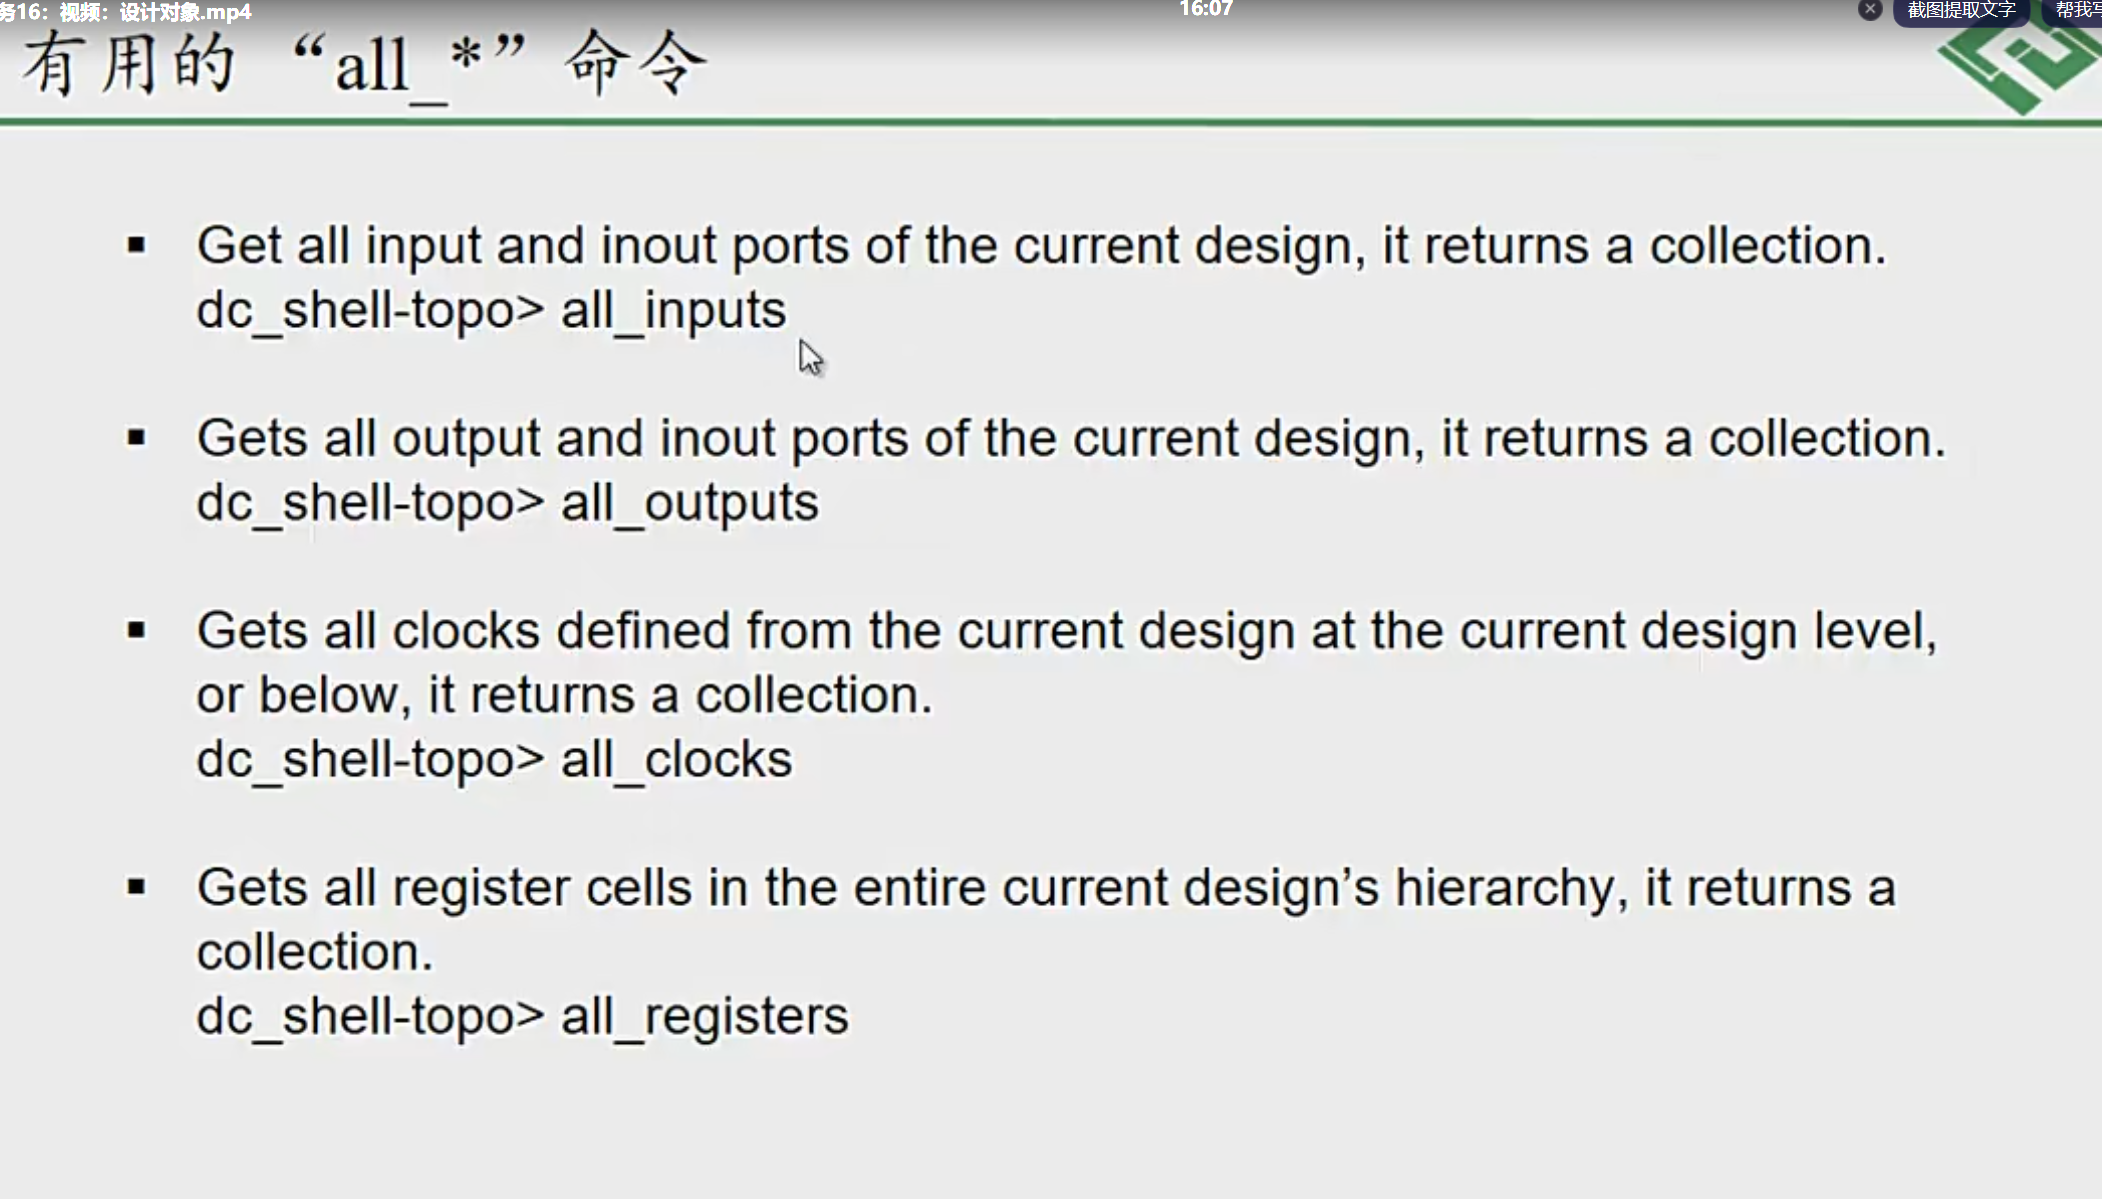 务16：视频：设计对象.mp4
16:07
截图提取文字
帮我写
有用的 “all_*” 命令
▪ Get all input and inout ports of the current design, it returns a collection.
dc_shell-topo> all_inputs
▪ Gets all output and inout ports of the current design, it returns a collection.
dc_shell-topo> all_outputs
▪ Gets all clocks defined from the current design at the current design level,
or below, it returns a collection.
dc_shell-topo> all_clocks
▪ Gets all register cells in the entire current design’s hierarchy, it returns a
collection.
dc_shell-topo> all_registers